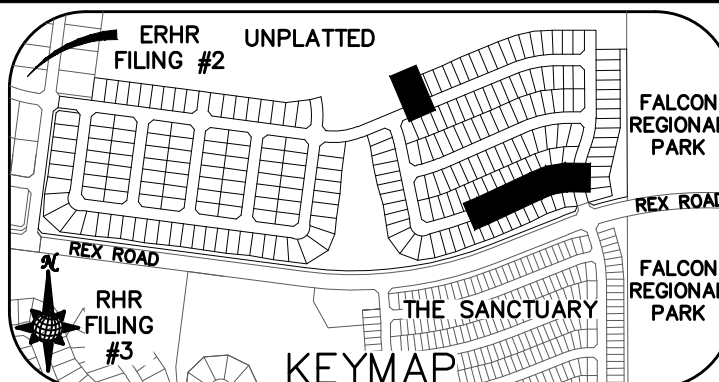 ERHR
FILING #2
UNPLATTED
FALCON
REGIONAL
PARK
REX ROAD
REX ROAD
N
RHR
FILING
#3
THE SANCTUARY
FALCON
REGIONAL
PARK
KEYMAP